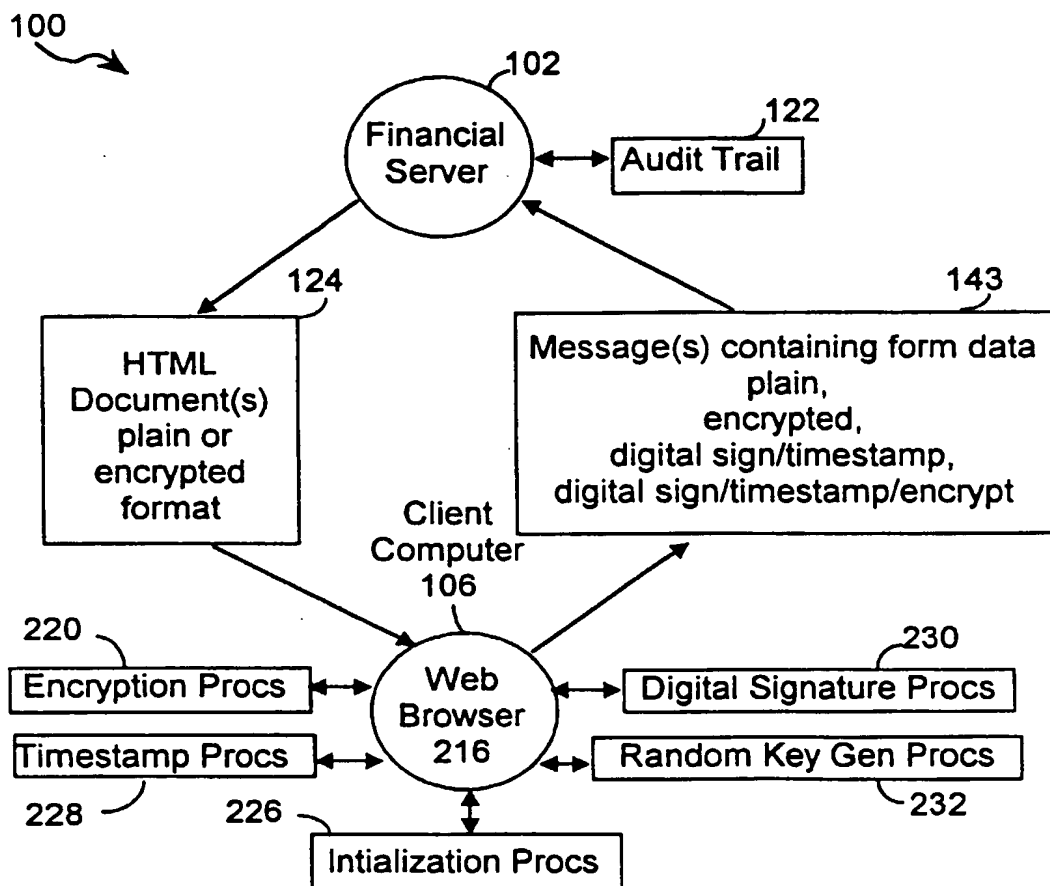 100
102
Financial
Server
122
Audit Trail
124
HTML
Document(s)
plain or
encrypted
format
143
Message(s) containing form data
plain,
encrypted,
digital sign/timestamp,
digital sign/timestamp/encrypt
Client
Computer
106
Web
Browser
216
220
Encryption Procs
Timestamp Procs
228
230
Digital Signature Procs
Random Key Gen Procs
232
226
Intialization Procs